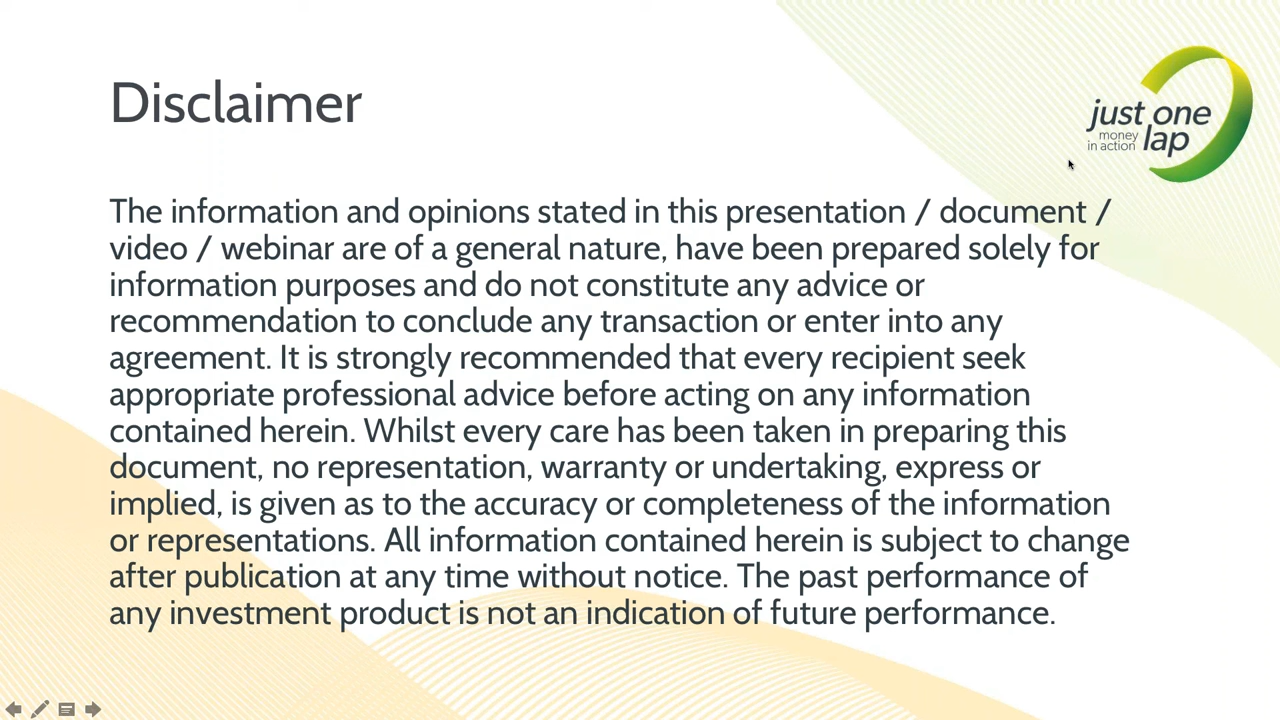 Disclaimer
just one
money
in action lap
The information and opinions stated in this presentation / document /
video / webinar are of a general nature, have been prepared solely for
information purposes and do not constitute any advice or
recommendation to conclude any transaction or enter into any
agreement. It is strongly recommended that every recipient seek
appropriate professional advice before acting on any information
contained herein. Whilst every care has been taken in preparing this
document, no representation, warranty or undertaking, express or
implied, is given as to the accuracy or completeness of the information
or representations. All information contained herein is subject to change
after publication at any time without notice. The past performance of
any investment product is not an indication of future performance.